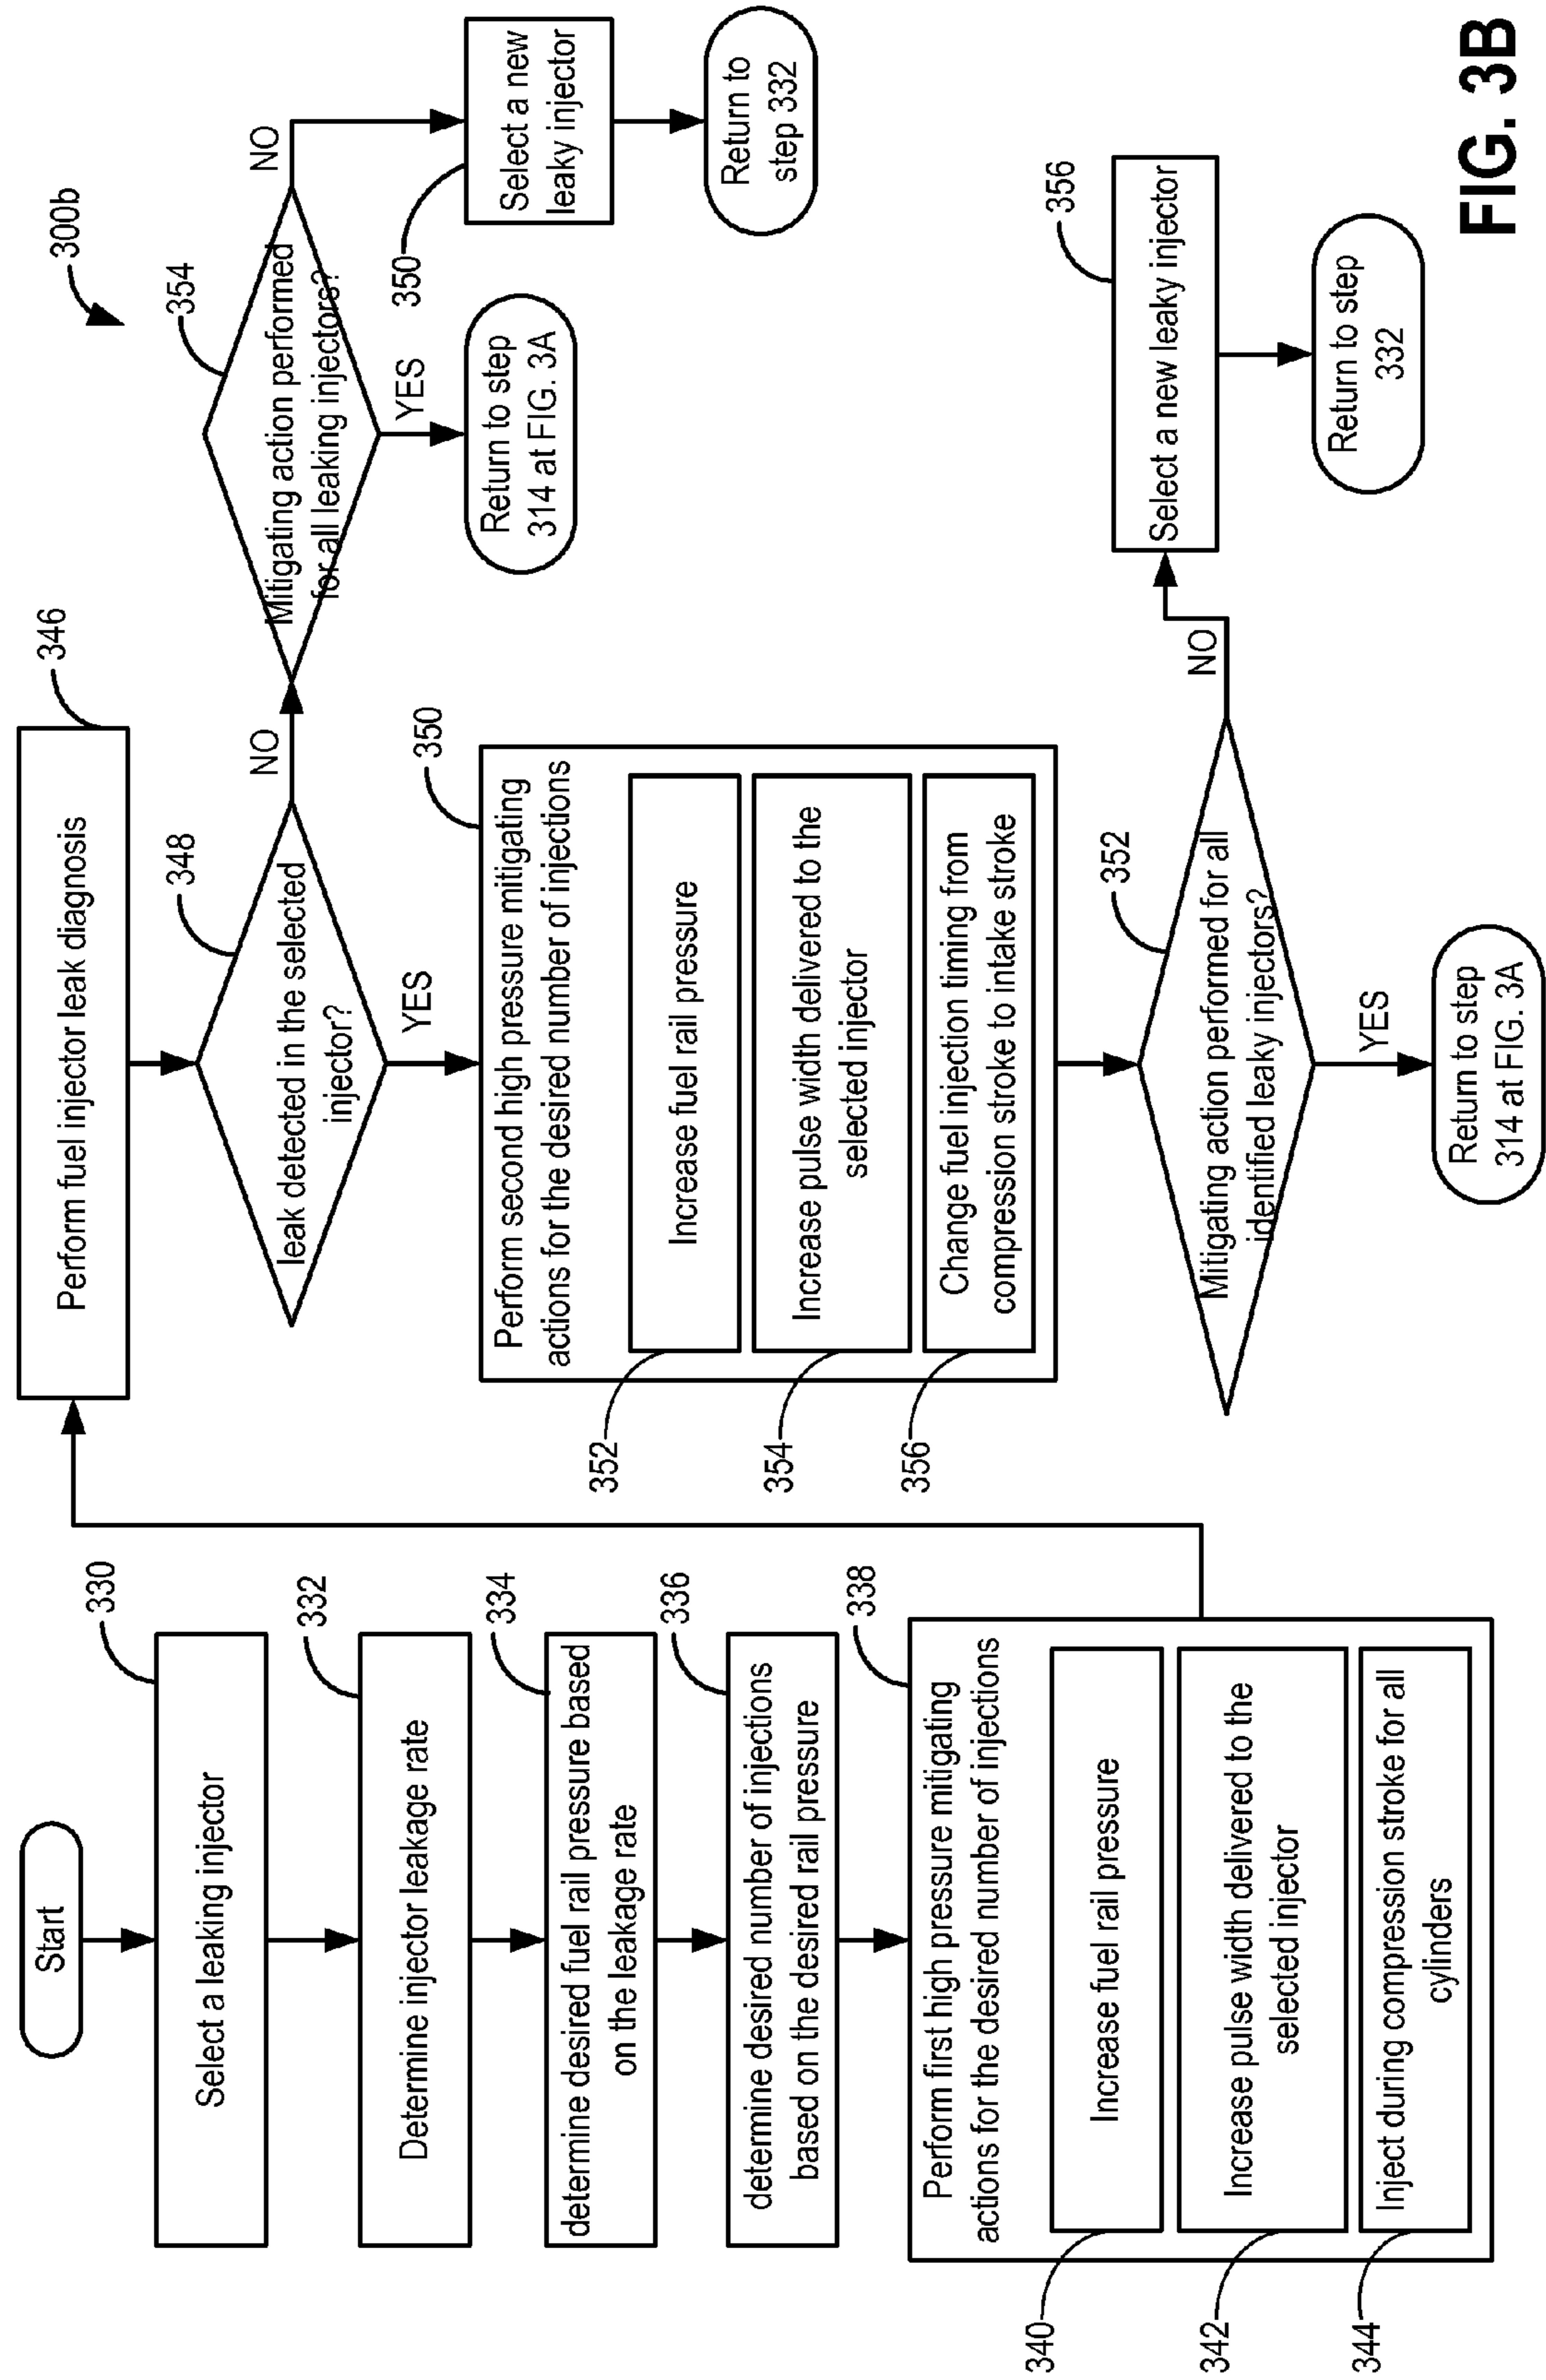 300b
Start
330
Select a leaking injector
332
Determine injector leakage rate
334
determine desired fuel rail pressure based
on the leakage rate
336
determine desired number of injections
based on the desired rail pressure
338
Perform first high pressure mitigating
actions for the desired number of injections
340
Increase fuel rail pressure
342
Increase pulse width delivered to the
selected injector
344
Inject during compression stroke for all
cylinders
346
Perform fuel injector leak diagnosis
348
leak detected in the selected
injector?
NO
YES
350
Perform second high pressure mitigating
actions for the desired number of injections
352
Increase fuel rail pressure
354
Increase pulse width delivered to the
selected injector
356
Change fuel injection timing from
compression stroke to intake stroke
352
Mitigating action performed for all
identified leaky injectors?
NO
YES
Return to step
314 at FIG. 3A
356
Select a new leaky injector
Return to step
332
354
Mitigating action performed
for all leaking injectors?
NO
YES
Return to step
314 at FIG. 3A
350
Select a new
leaky injector
Return to
step 332
FIG. 3B